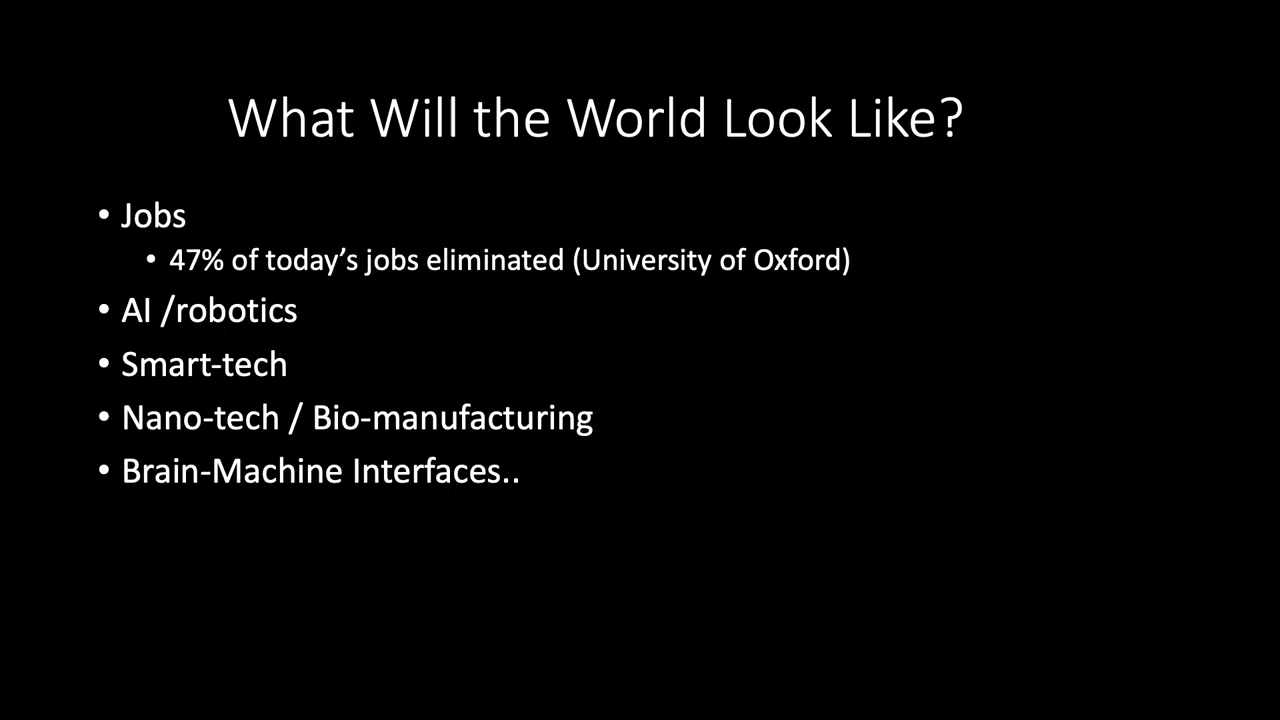 What Will the World Look Like?
• Jobs
• 47% of today's jobs eliminated (University of Oxford)
• AI /robotics
• Smart-tech
• Nano-tech / Bio-manufacturing
• Brain-Machine Interfaces..